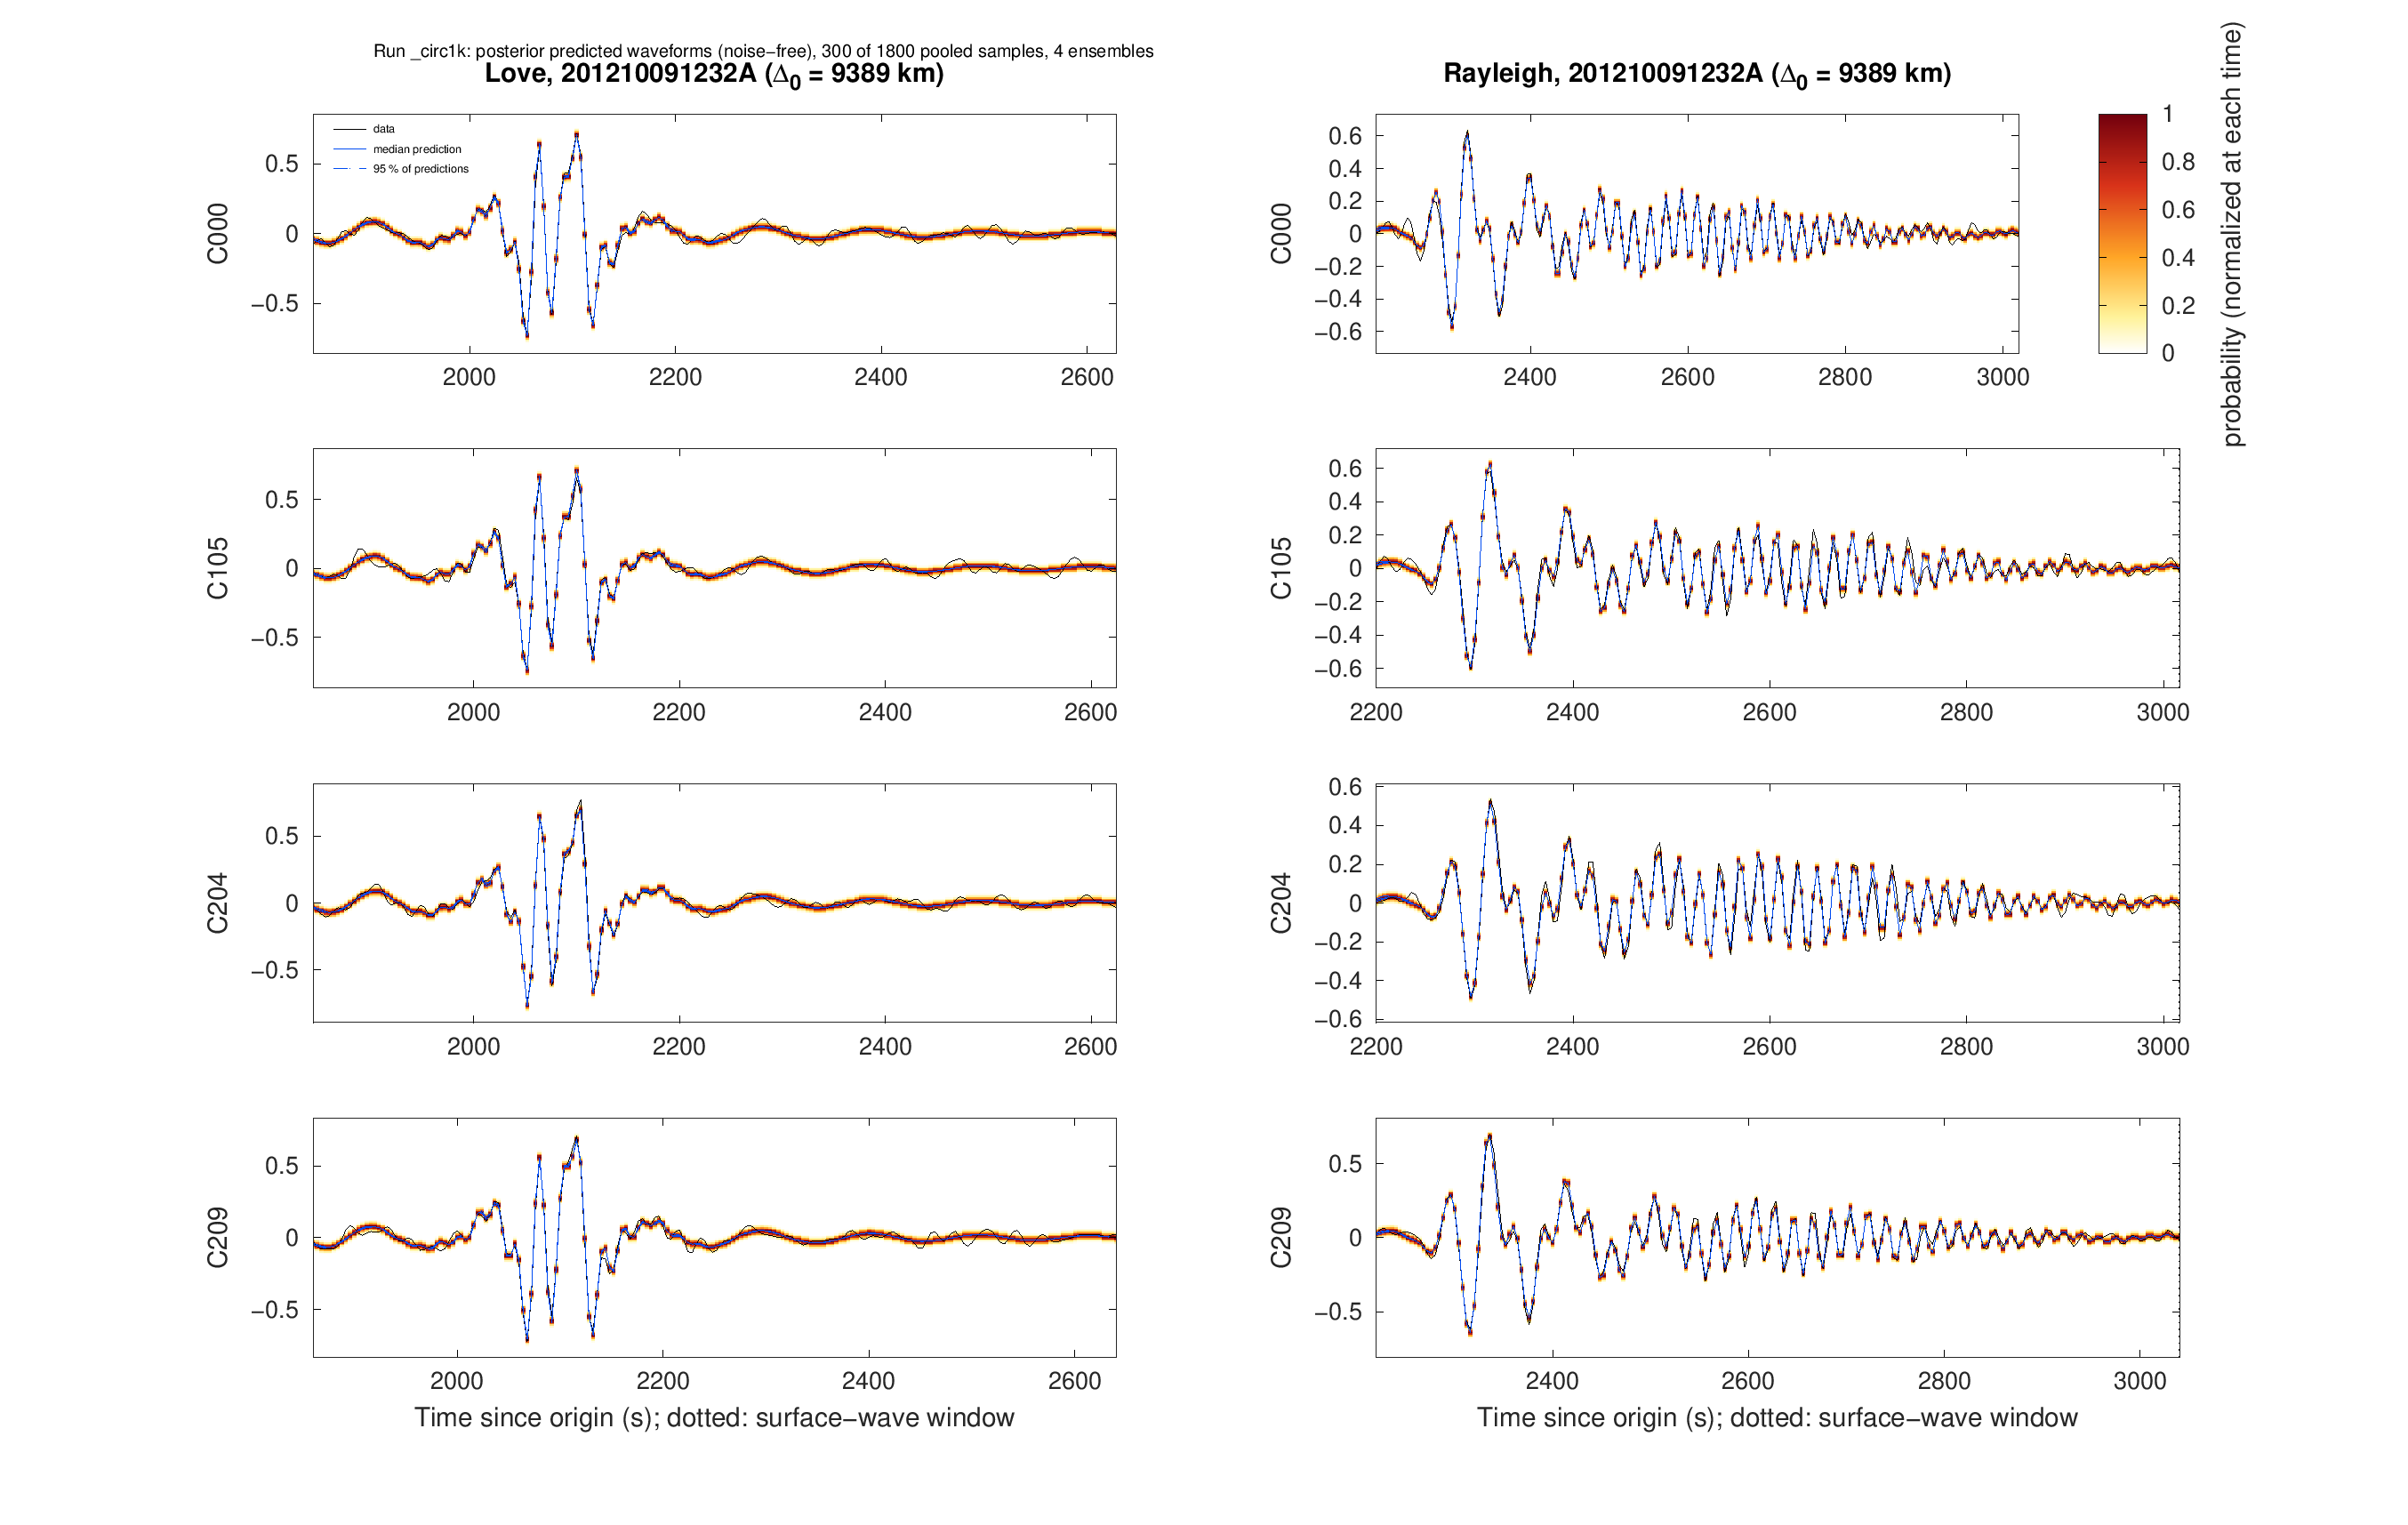 Run _circ1k: posterior predicted waveforms (noise−free), 300 of 1800 pooled samples, 4 ensembles
Love, 201210091232A (Δ0 = 9389 km)
Rayleigh, 201210091232A (Δ0 = 9389 km)
data
median prediction
95 % of predictions
C000
0.5
0
−0.5
2000 2200 2400 2600
C000
0.6
0.4
0.2
0
−0.2
−0.4
−0.6
2400 2600 2800 3000
1
0.8
0.6
0.4
0.2
0
probability (normalized at each time)
C105
0.5
0
−0.5
2000 2200 2400 2600
C105
0.6
0.4
0.2
0
−0.2
−0.4
−0.6
2200 2400 2600 2800 3000
C204
0.5
0
−0.5
2000 2200 2400 2600
C204
0.6
0.4
0.2
0
−0.2
−0.4
−0.6
2200 2400 2600 2800 3000
C209
0.5
0
−0.5
2000 2200 2400 2600
Time since origin (s); dotted: surface−wave window
C209
0.5
0
−0.5
2400 2600 2800 3000
Time since origin (s); dotted: surface−wave window